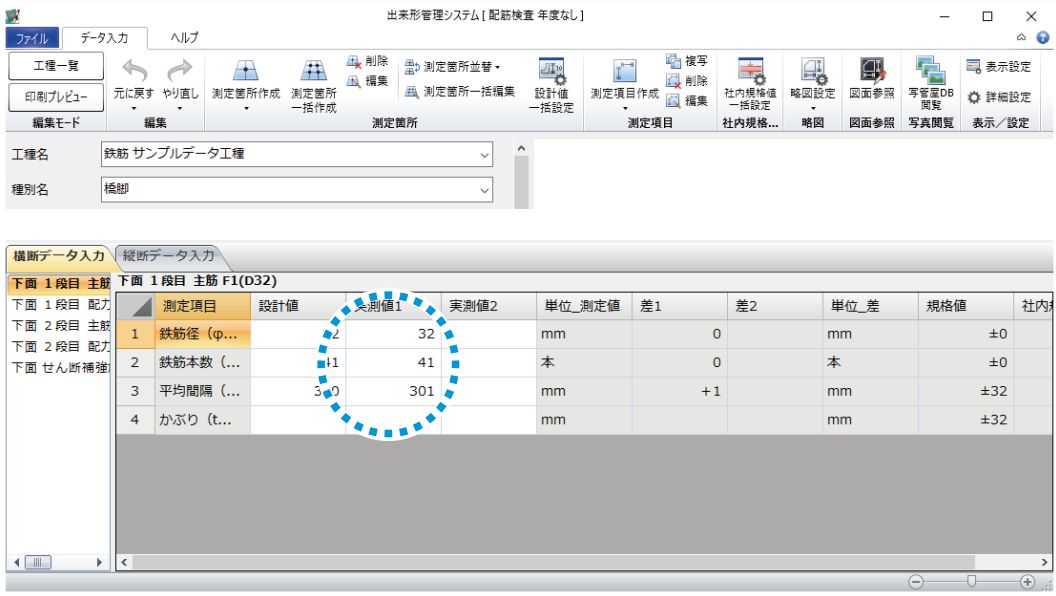 出来形管理システム [ 配筋検査 年度なし ]
ファイル データ入力 ヘルプ
工種一覧
印刷プレビュー
編集モード
元に戻す やり直し
編集
測定箇所作成 測定箇所一括作成 削除 編集 測定箇所並替 測定箇所一括編集
測定箇所
設計値一括設定 測定項目作成 複写 削除 編集
測定項目
社内規格値一括設定
社内規格...
略図設定
略図
図面参照
図面参照
写管屋DB閲覧
写真閲覧
表示設定
詳細設定
表示／設定
工種名 鉄筋 サンプルデータ工種
種別名 橋脚
横断データ入力 縦断データ入力
下面 1段目 主筋
下面 1段目 配力
下面 2段目 主筋
下面 2段目 配力
下面 せん断補強
下面 1段目 主筋 F1(D32)
測定項目 設計値 実測値1 実測値2 単位_測定値 差1 差2 単位_差 規格値 社内
1 鉄筋径（φ... 2 32 mm 0 mm ±0
2 鉄筋本数（... 41 41 本 0 本 ±0
3 平均間隔（... 300 301 mm +1 mm ±32
4 かぶり（t... mm mm ±32